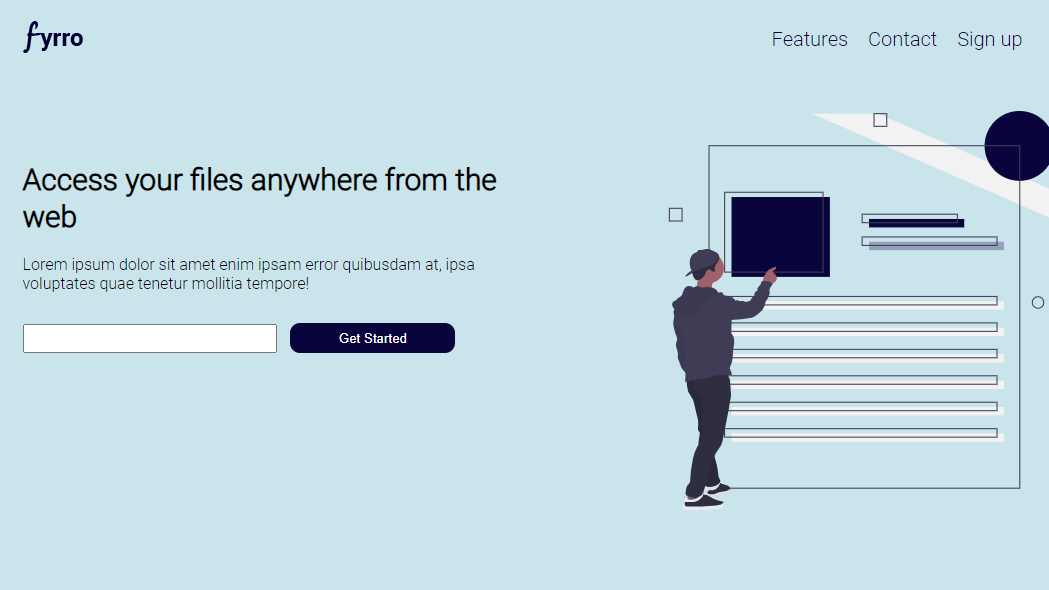 fyrro
Features Contact Sign up
Access your files anywhere from the
web
Lorem ipsum dolor sit amet enim ipsam error quibusdam at, ipsa
voluptates quae tenetur mollitia tempore!
Get Started